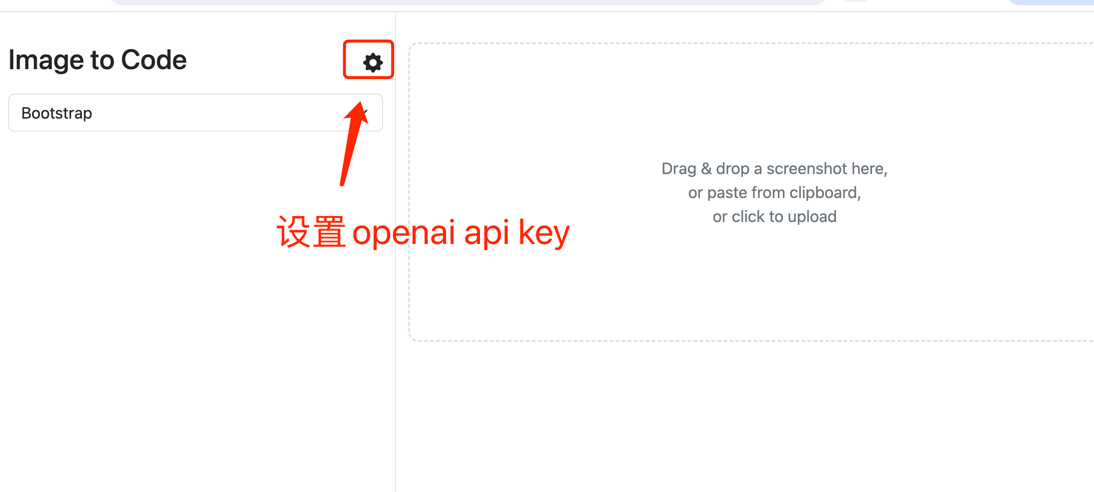 Image to Code
Bootstrap
Drag & drop a screenshot here,
or paste from clipboard,
or click to upload
设置 openai api key